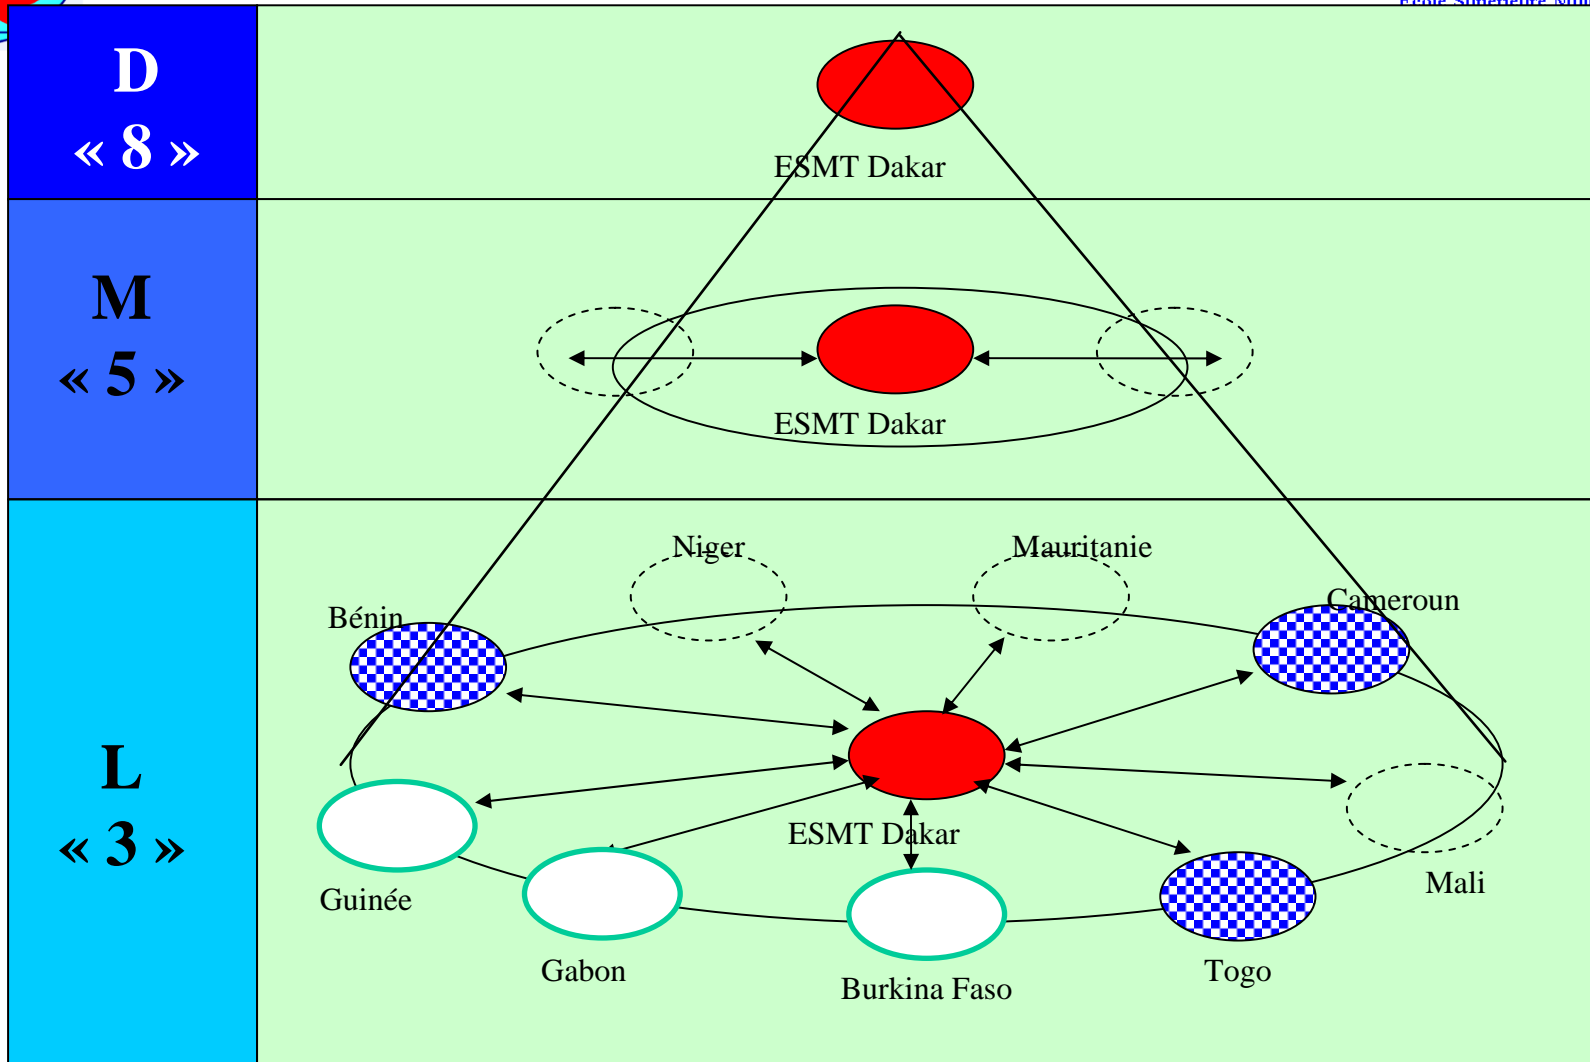 D
« 8 »
ESMT Dakar
M
« 5 »
ESMT Dakar
L
« 3 »
Niger
Mauritanie
Cameroun
Bénin
ESMT Dakar
Guinée
Mali
Gabon
Burkina Faso
Togo